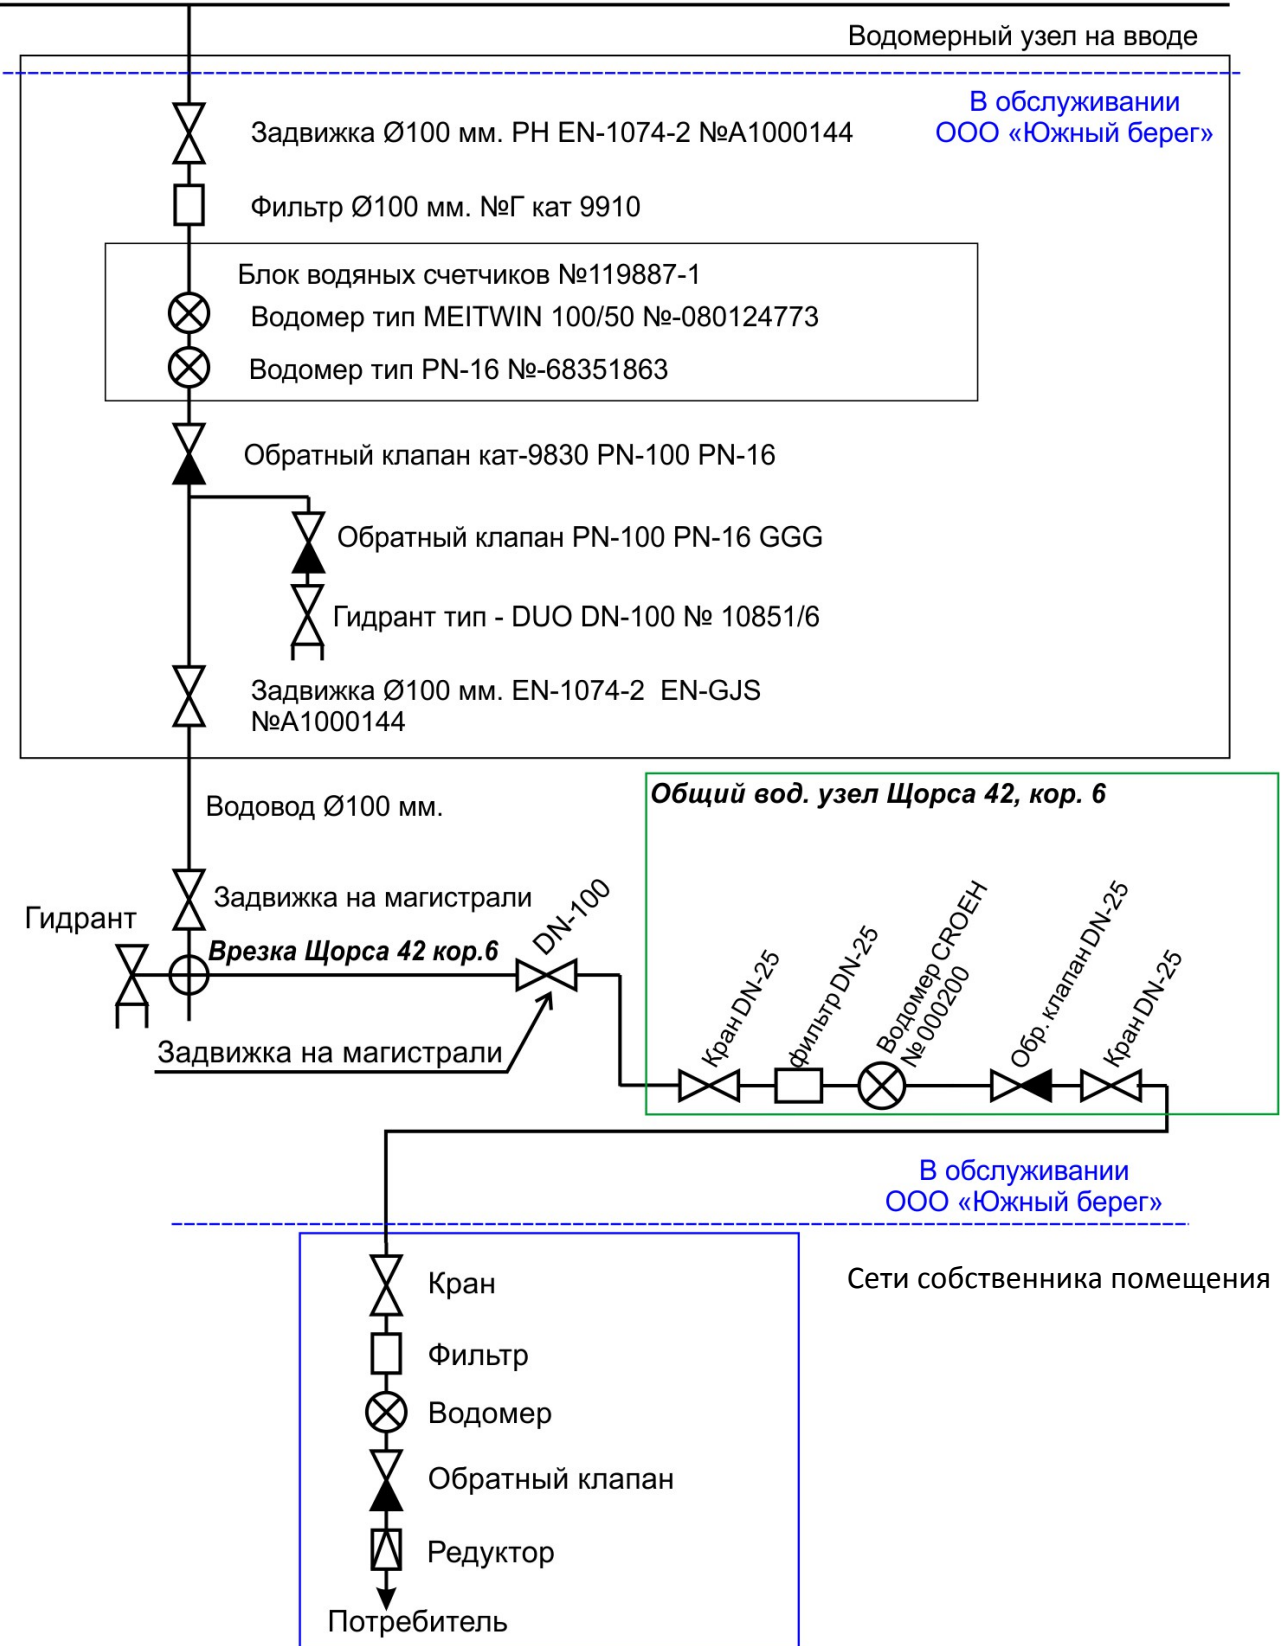 Водомерный узел на вводе
В обслуживании
ООО «Южный берег»
Задвижка Ø100 мм. РН EN-1074-2 №А1000144
Фильтр Ø100 мм. №Г кат 9910
Блок водяных счетчиков №119887-1
Водомер тип MEITWIN 100/50 №-080124773
Водомер тип PN-16 №-68351863
Обратный клапан кат-9830 PN-100 PN-16
Обратный клапан PN-100 PN-16 GGG
Гидрант тип - DUO DN-100 № 10851/6
Задвижка Ø100 мм. EN-1074-2 EN-GJS
№А1000144
Водовод Ø100 мм.
Общий вод. узел Щорса 42, кор. 6
Задвижка на магистрали
Гидрант
Врезка Щорса 42 кор.6
DN-100
Задвижка на магистрали
Кран DN-25
фильтр DN-25
Водомер CROEH
№ 000200
Обр. клапан DN-25
Кран DN-25
В обслуживании
ООО «Южный берег»
Сети собственника помещения
Кран
Фильтр
Водомер
Обратный клапан
Редуктор
Потребитель